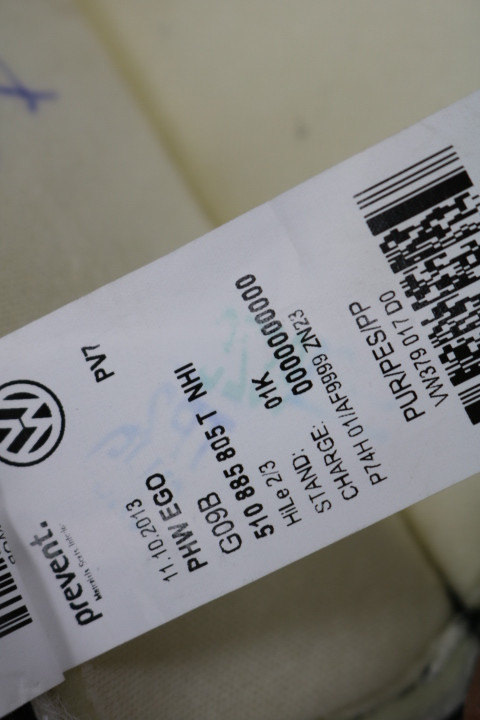 PV7
11.10.2013
PHW EGO
G09B
510 885 805 T NHI
HiLe 2/3
STAND: 01K
CHARGE: 0000000000
P74H 01/AF9999 ZN23
PUR/PES/PP
VW379 017 D0
prevent.